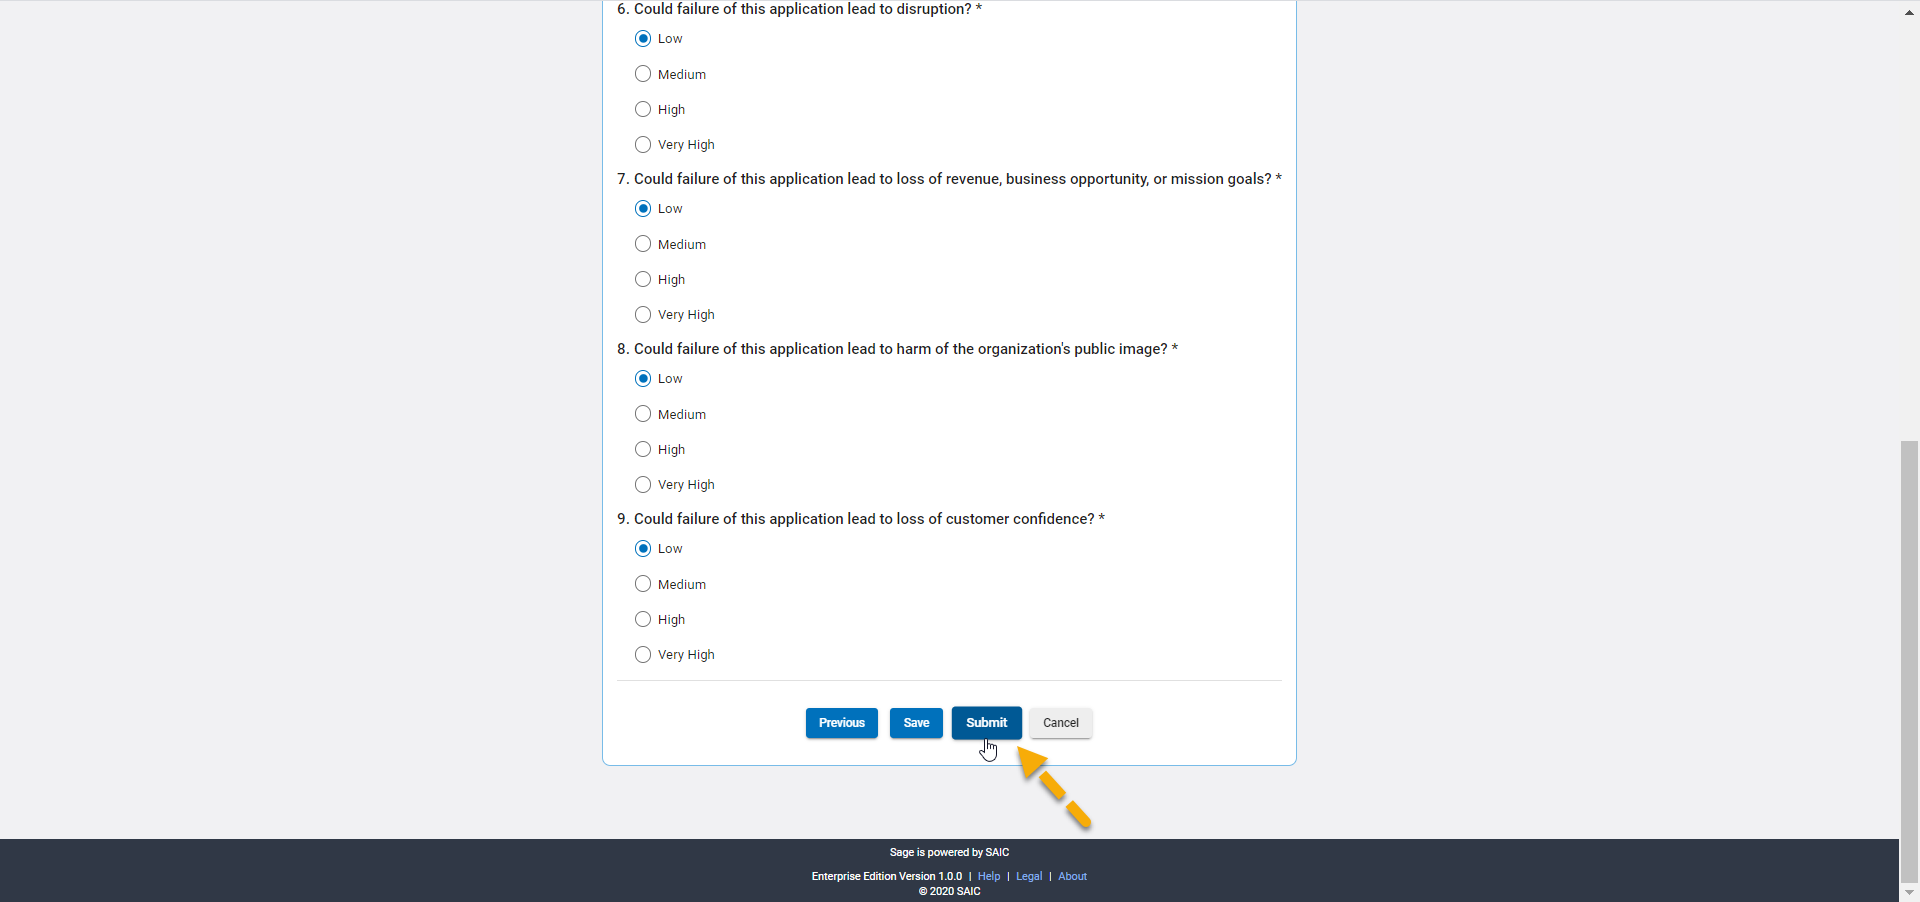 6. Could failure of this application lead to disruption? *
Low
Medium
High
Very High
7. Could failure of this application lead to loss of revenue, business opportunity, or mission goals? *
Low
Medium
High
Very High
8. Could failure of this application lead to harm of the organization's public image? *
Low
Medium
High
Very High
9. Could failure of this application lead to loss of customer confidence? *
Low
Medium
High
Very High
Previous Save Submit Cancel
Sage is powered by SAIC
Enterprise Edition Version 1.0.0 | Help | Legal | About
© 2020 SAIC